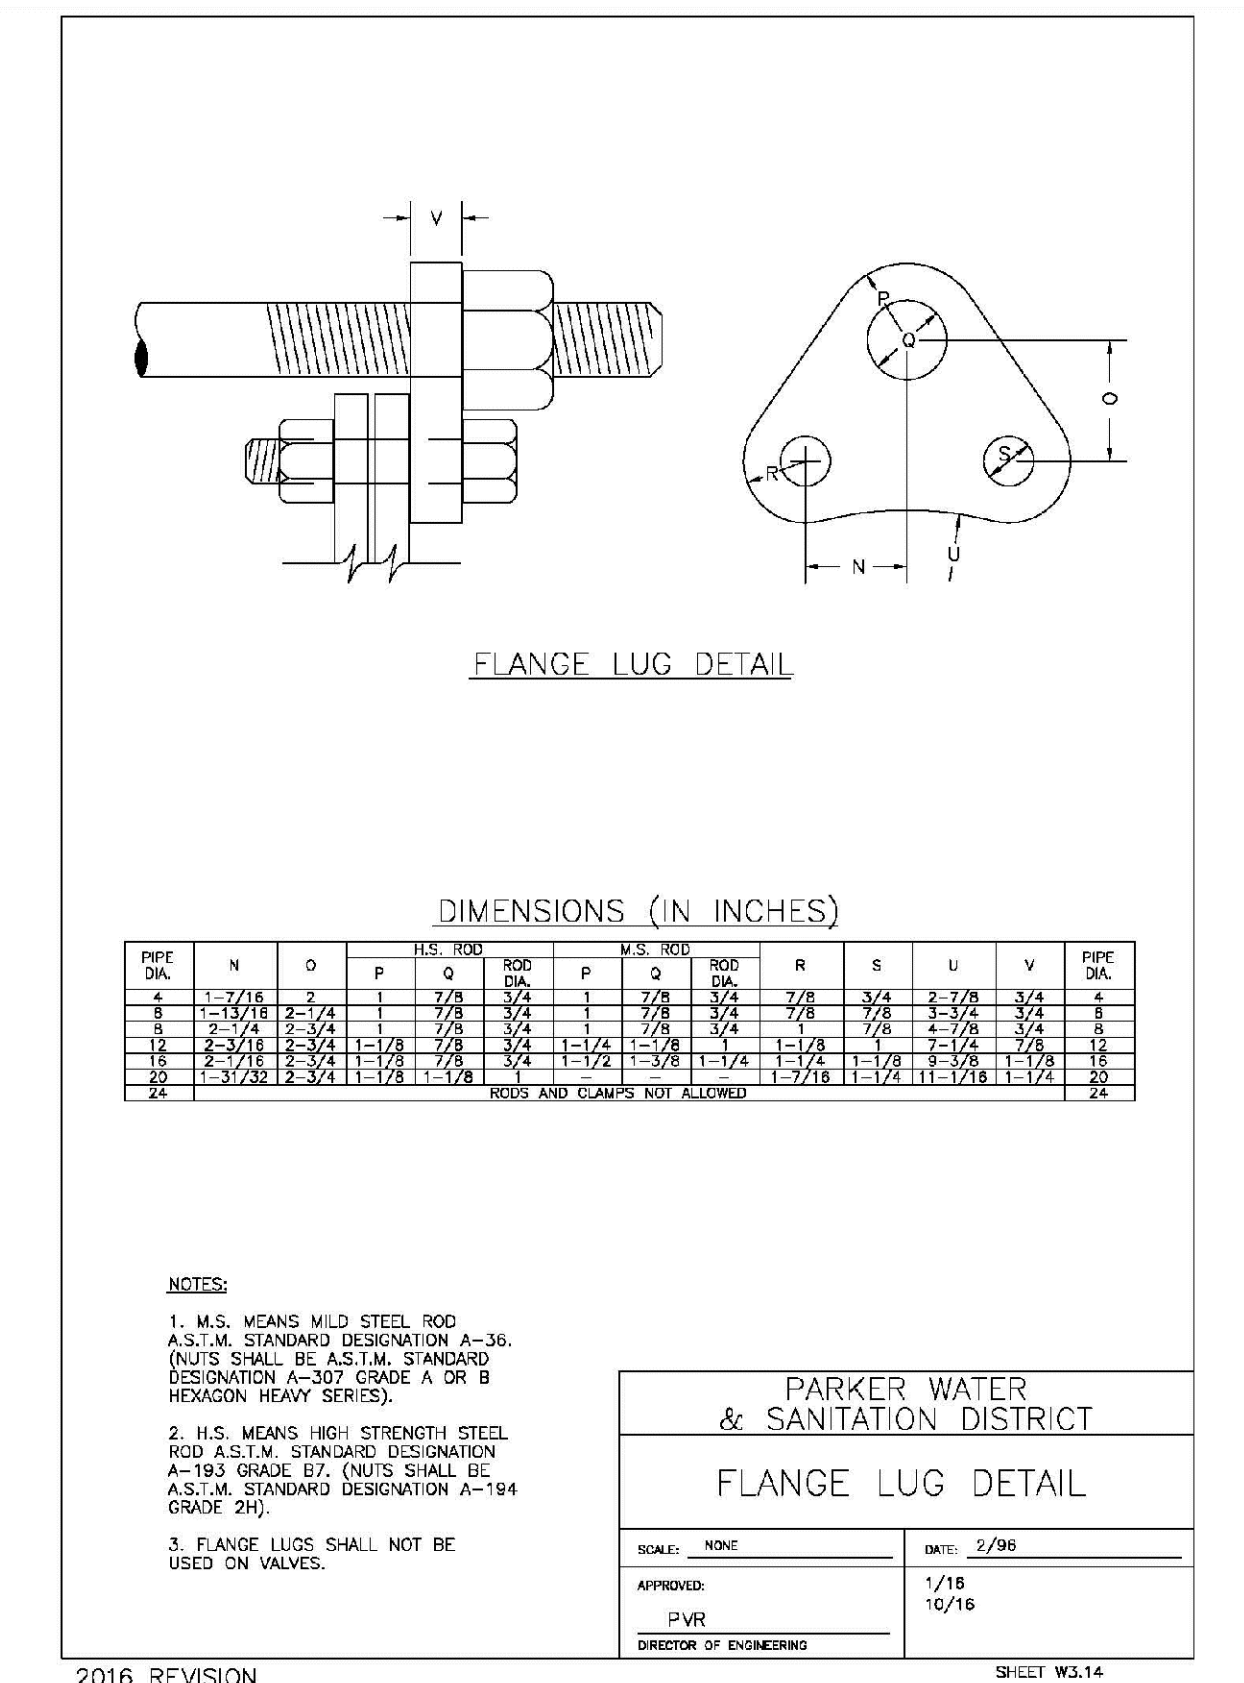 V
P
Q
O
S
R
N
U
FLANGE LUG DETAIL
DIMENSIONS (IN INCHES)
PIPE DIA. N O H.S. ROD P Q ROD DIA. M.S. ROD P Q ROD DIA. R S U V PIPE DIA.
4 1-7/16 2 1 7/8 3/4 1 7/8 3/4 7/8 3/4 2-7/8 3/4 4
6 1-13/16 2-1/4 1 7/8 3/4 1 7/8 3/4 7/8 7/8 3-3/4 3/4 6
8 2-1/4 2-3/4 1 7/8 3/4 1 7/8 3/4 1 7/8 4-7/8 3/4 8
12 2-3/16 2-3/4 1-1/8 7/8 3/4 1-1/4 1-1/8 1 1-1/8 1 7-1/4 7/8 12
16 2-1/16 2-3/4 1-1/8 7/8 3/4 1-1/2 1-3/8 1-1/4 1-1/4 1-1/8 9-3/8 1-1/8 16
20 1-31/32 2-3/4 1-1/8 1-1/8 1 - - - 1-7/16 1-1/4 11-1/16 1-1/4 20
24 RODS AND CLAMPS NOT ALLOWED 24
NOTES:
1. M.S. MEANS MILD STEEL ROD
A.S.T.M. STANDARD DESIGNATION A-36.
(NUTS SHALL BE A.S.T.M. STANDARD
DESIGNATION A-307 GRADE A OR B
HEXAGON HEAVY SERIES).
2. H.S. MEANS HIGH STRENGTH STEEL
ROD A.S.T.M. STANDARD DESIGNATION
A-193 GRADE B7. (NUTS SHALL BE
A.S.T.M. STANDARD DESIGNATION A-194
GRADE 2H).
3. FLANGE LUGS SHALL NOT BE
USED ON VALVES.
PARKER WATER
& SANITATION DISTRICT
FLANGE LUG DETAIL
SCALE: NONE
DATE: 2/96
APPROVED:
PVR
DIRECTOR OF ENGINEERING
1/16
10/16
2016 REVISION
SHEET W3.14